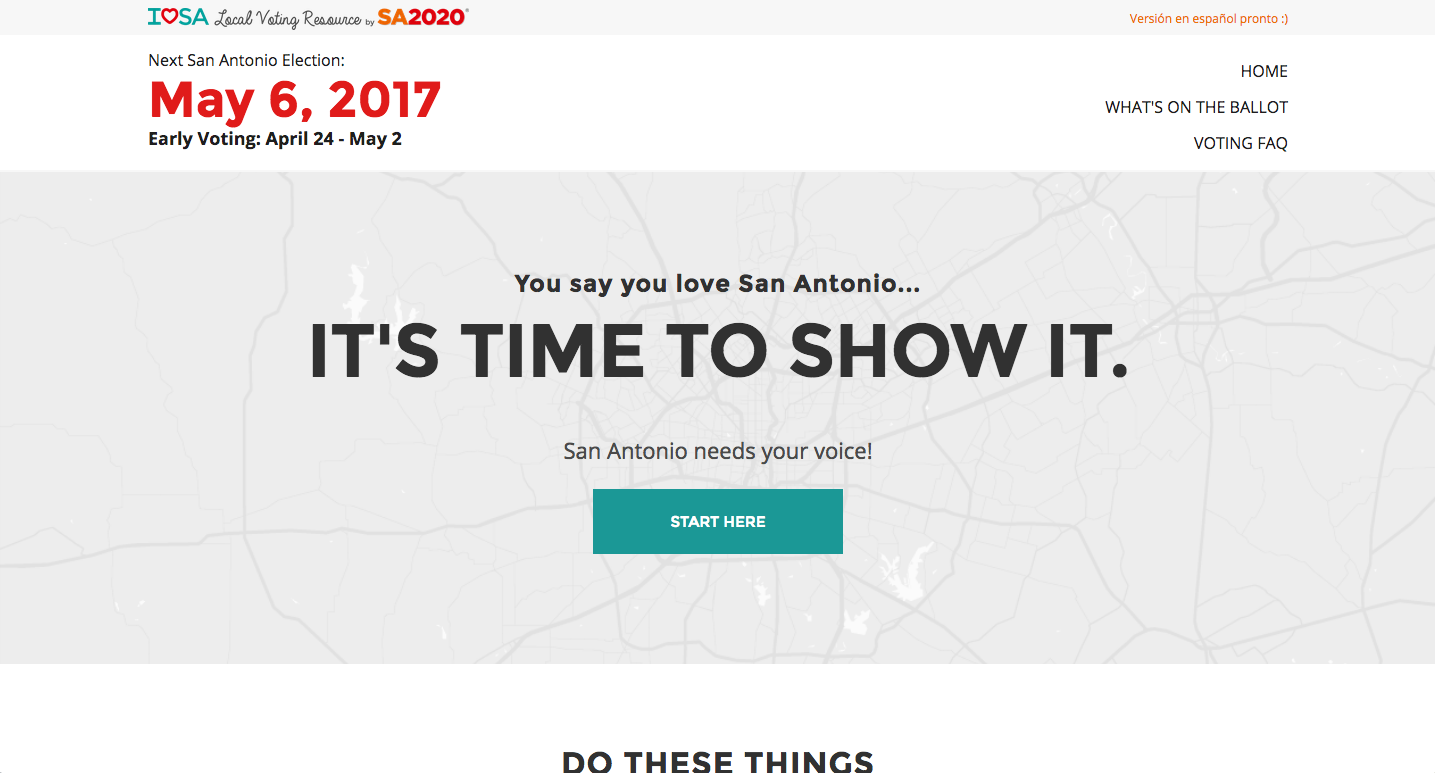 I SA Local Voting Resource by SA2020®
Versión en español pronto :)
Next San Antonio Election:
May 6, 2017
Early Voting: April 24 - May 2
HOME
WHAT'S ON THE BALLOT
VOTING FAQ
You say you love San Antonio...
IT'S TIME TO SHOW IT.
San Antonio needs your voice!
START HERE
DO THESE THINGS